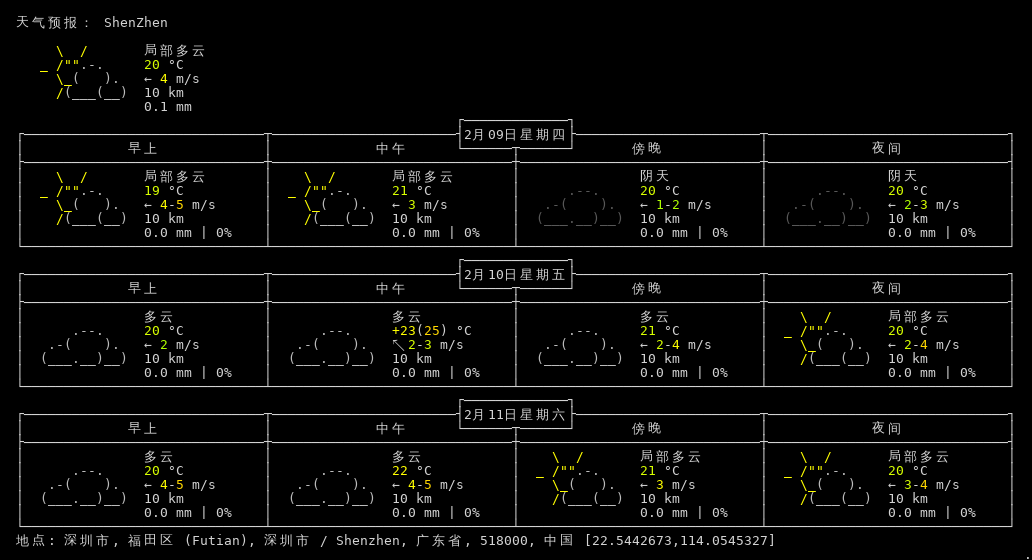 天气预报： ShenZhen
局部多云
20 °C
← 4 m/s
10 km
0.1 mm
2月09日星期四
早上 中午 傍晚 夜间
局部多云 局部多云 阴天 阴天
19 °C 21 °C 20 °C 20 °C
← 4-5 m/s ← 3 m/s ← 1-2 m/s ← 2-3 m/s
10 km 10 km 10 km 10 km
0.0 mm | 0% 0.0 mm | 0% 0.0 mm | 0% 0.0 mm | 0%
2月10日星期五
早上 中午 傍晚 夜间
多云 多云 多云 局部多云
20 °C +23(25) °C 21 °C 20 °C
← 2 m/s ↖ 2-3 m/s ← 2-4 m/s ← 2-4 m/s
10 km 10 km 10 km 10 km
0.0 mm | 0% 0.0 mm | 0% 0.0 mm | 0% 0.0 mm | 0%
2月11日星期六
早上 中午 傍晚 夜间
多云 多云 局部多云 局部多云
20 °C 22 °C 21 °C 20 °C
← 4-5 m/s ← 4-5 m/s ← 3 m/s ← 3-4 m/s
10 km 10 km 10 km 10 km
0.0 mm | 0% 0.0 mm | 0% 0.0 mm | 0% 0.0 mm | 0%
地点: 深圳市, 福田区 (Futian), 深圳市 / Shenzhen, 广东省, 518000, 中国 [22.5442673,114.0545327]